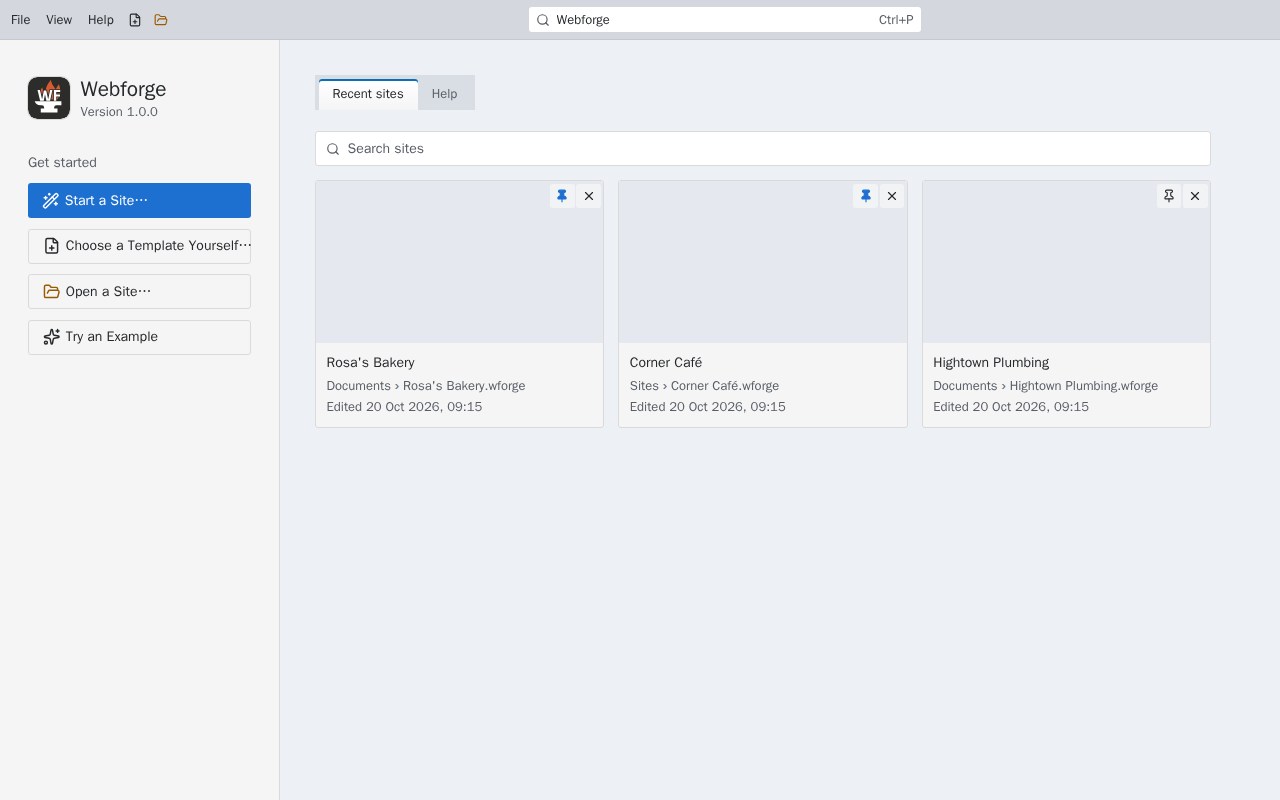 File View Help
Webforge Ctrl+P
WF
Webforge
Version 1.0.0
Get started
Start a Site…
Choose a Template Yourself…
Open a Site…
Try an Example
Recent sites Help
Search sites
Rosa's Bakery
Documents › Rosa's Bakery.wforge
Edited 20 Oct 2026, 09:15
Corner Café
Sites › Corner Café.wforge
Edited 20 Oct 2026, 09:15
Hightown Plumbing
Documents › Hightown Plumbing.wforge
Edited 20 Oct 2026, 09:15